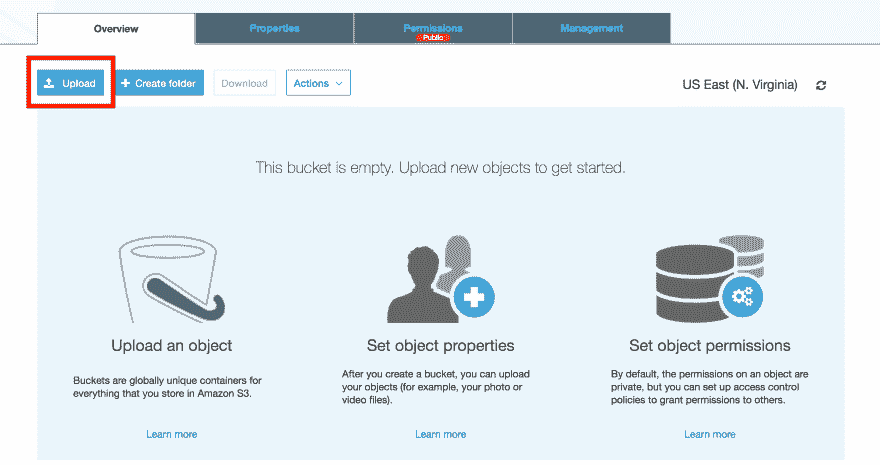 Overview
Properties
Permissions
Public
Management
Upload
Create folder
Download
Actions
US East (N. Virginia)
This bucket is empty. Upload new objects to get started.
Upload an object
Buckets are globally unique containers for
everything that you store in Amazon S3.
Learn more
Set object properties
After you create a bucket, you can upload
your objects (for example, your photo or
video files).
Learn more
Set object permissions
By default, the permissions on an object are
private, but you can set up access control
policies to grant permissions to others.
Learn more